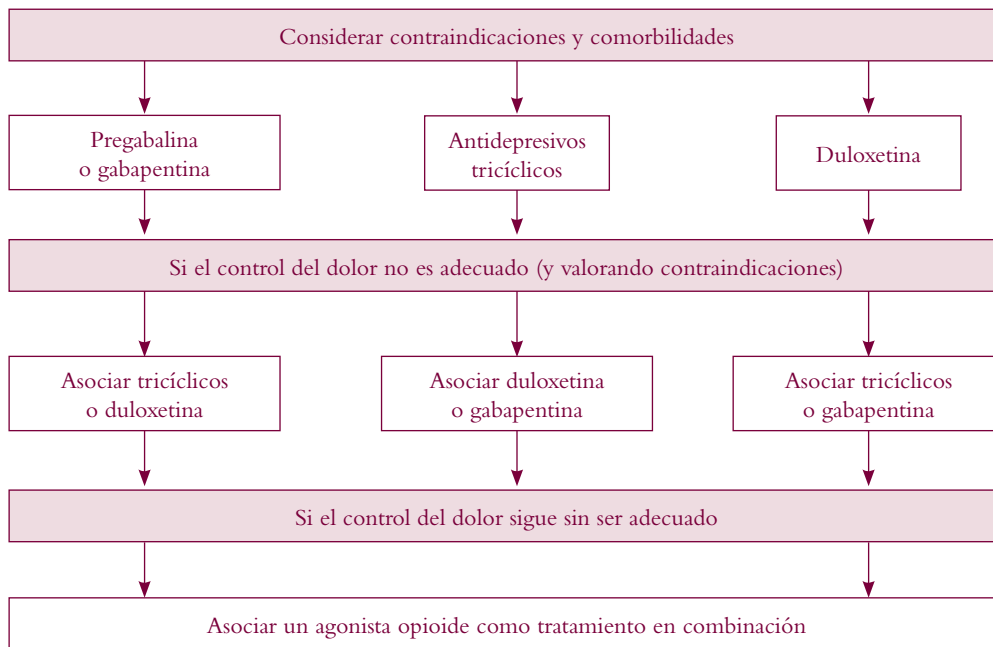 Considerar contraindicaciones y comorbilidades
Pregabalina
o gabapentina
Antidepresivos
tricíclicos
Duloxetina
Si el control del dolor no es adecuado (y valorando contraindicaciones)
Asociar tricíclicos
o duloxetina
Asociar duloxetina
o gabapentina
Asociar tricíclicos
o gabapentina
Si el control del dolor sigue sin ser adecuado
Asociar un agonista opioide como tratamiento en combinación